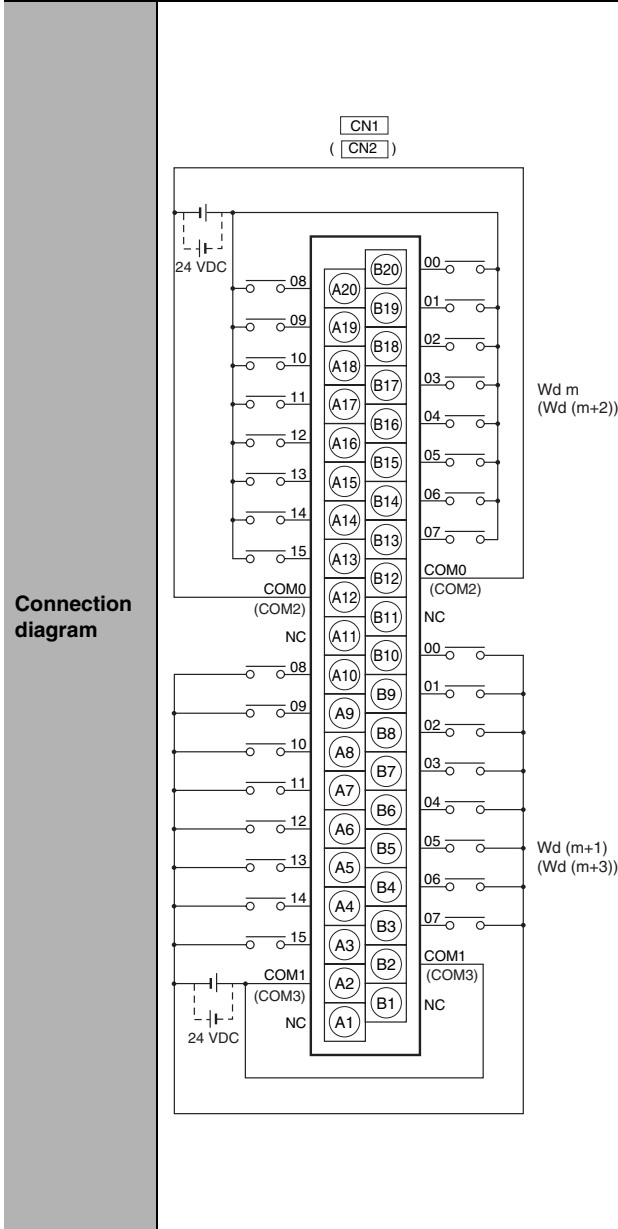 Connection
diagram
CN1
( CN2 )
24 VDC
08 A20 B20 00
09 A19 B19 01
10 A18 B18 02
11 A17 B17 03
12 A16 B16 04
13 A15 B15 05
14 A14 B14 06
15 A13 B13 07
Wd m
(Wd (m+2))
COM0 A12 B12 COM0
(COM2) (COM2)
NC A11 B11 NC
08 A10 B10 00
09 A9 B9 01
10 A8 B8 02
11 A7 B7 03
12 A6 B6 04
13 A5 B5 05
14 A4 B4 06
15 A3 B3 07
Wd (m+1)
(Wd (m+3))
COM1 A2 B2 COM1
(COM3) (COM3)
NC A1 B1 NC
24 VDC